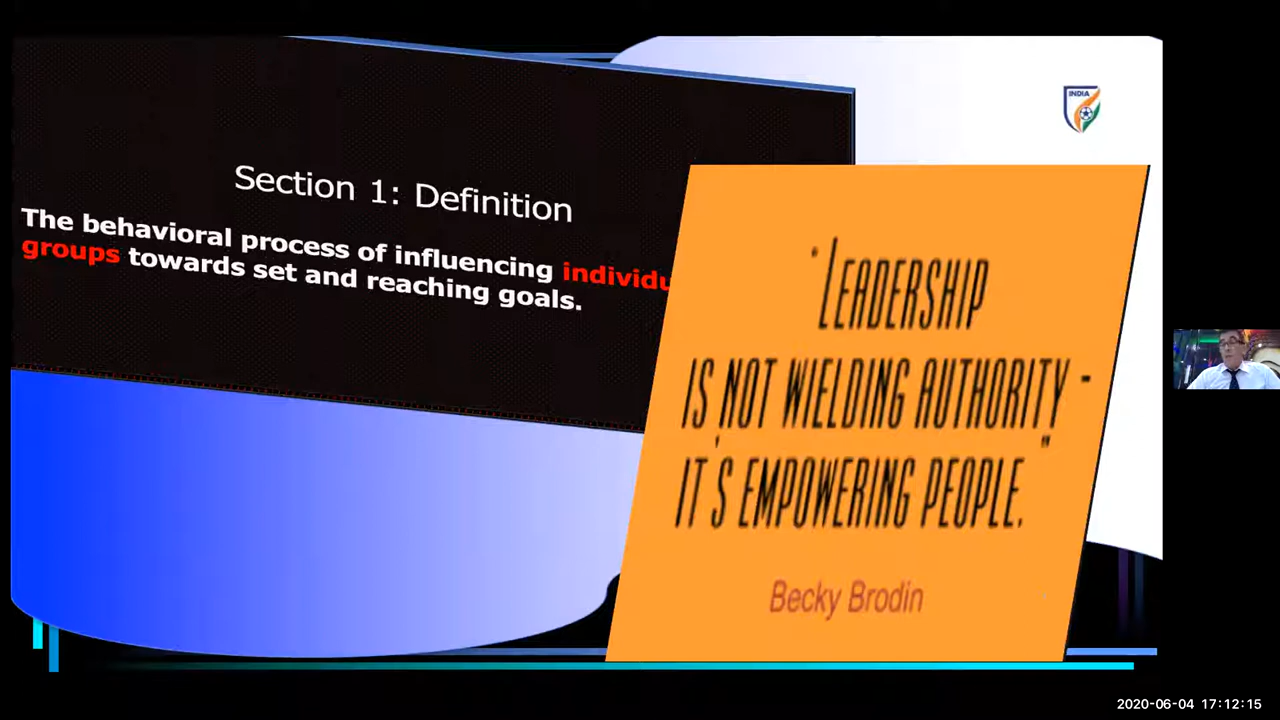 INDIA
Section 1: Definition
The behavioral process of influencing
groups towards set and reaching goals.
"LEADERSHIP
IS NOT WIELDING AUTHORITY -
IT'S EMPOWERING PEOPLE."
Becky Brodin
2020-06-04 17:12:15